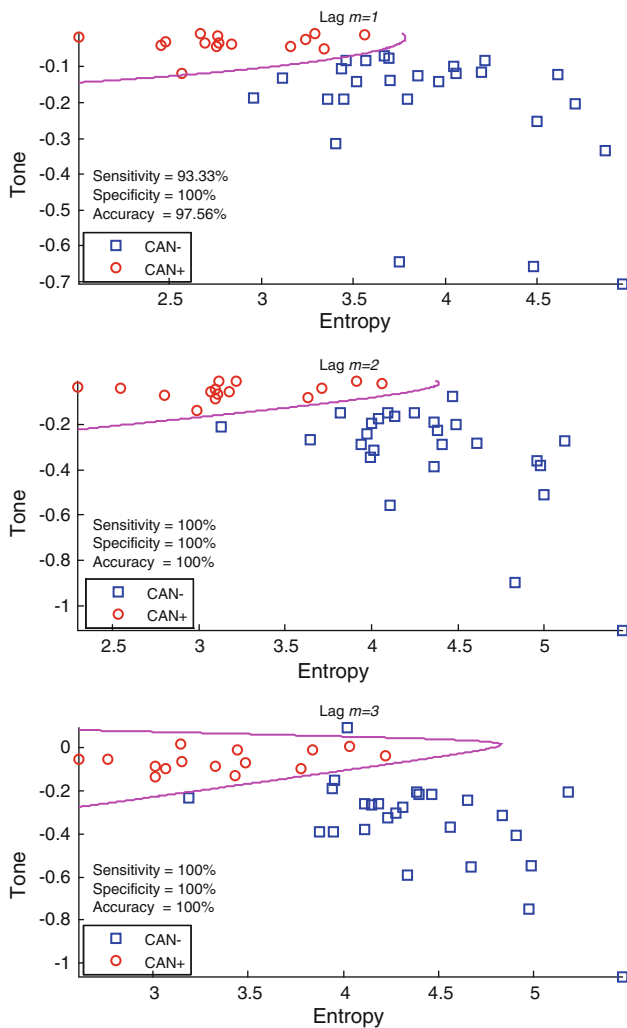 Lag m=1
-0.1
-0.2
-0.3
-0.4
-0.5
-0.6
-0.7
Tone
Sensitivity = 93.33%
Specificity = 100%
Accuracy = 97.56%
CAN-
CAN+
2.5 3 3.5 4 4.5
Entropy
Lag m=2
-0.2
-0.4
-0.6
-0.8
-1
Tone
Sensitivity = 100%
Specificity = 100%
Accuracy = 100%
CAN-
CAN+
2.5 3 3.5 4 4.5 5
Entropy
Lag m=3
0
-0.2
-0.4
-0.6
-0.8
-1
Tone
Sensitivity = 100%
Specificity = 100%
Accuracy = 100%
CAN-
CAN+
3 3.5 4 4.5 5
Entropy